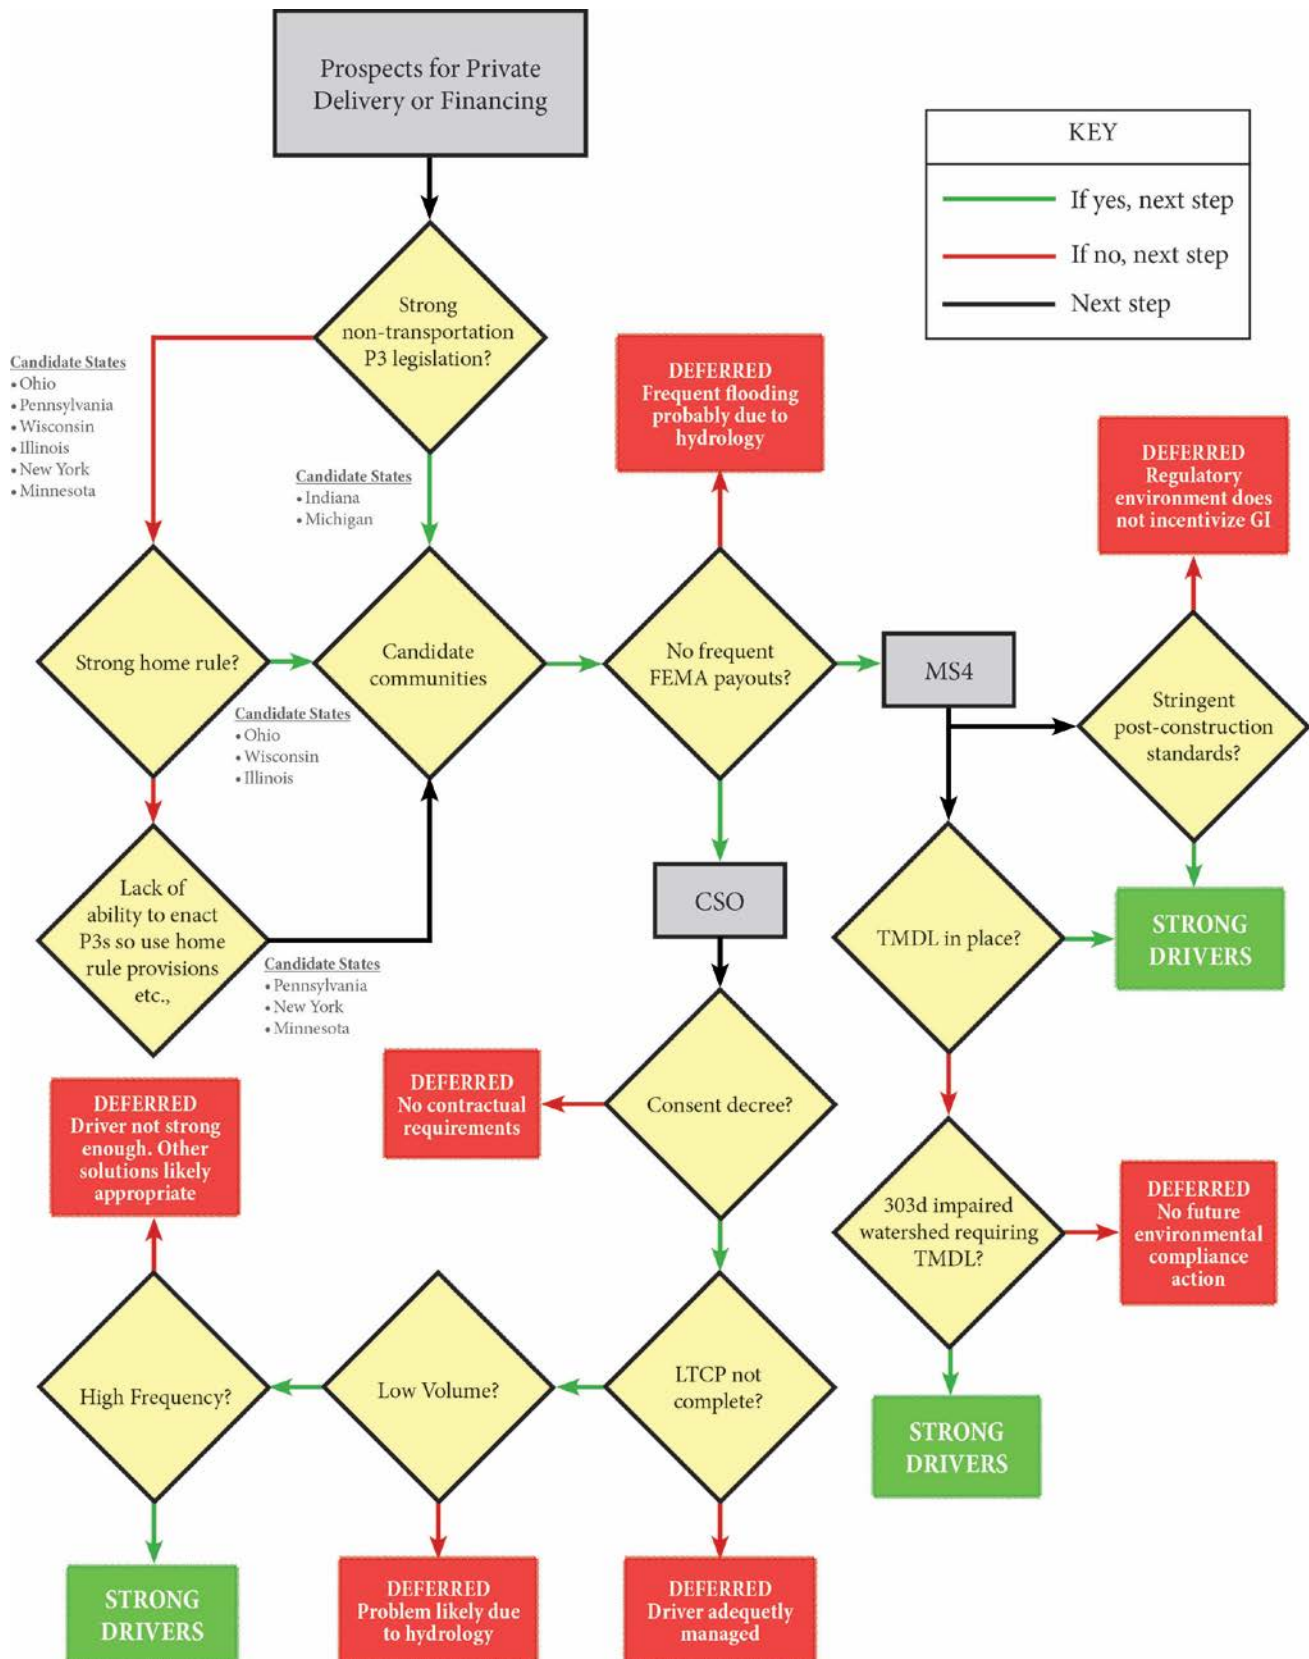 Prospects for Private
Delivery or Financing
KEY
If yes, next step
If no, next step
Next step
Strong
non-transportation
P3 legislation?
Candidate States
• Ohio
• Pennsylvania
• Wisconsin
• Illinois
• New York
• Minnesota
Candidate States
• Indiana
• Michigan
DEFERRED
Frequent flooding
probably due to
hydrology
DEFERRED
Regulatory
environment does
not incentivize GI
Strong home rule?
Candidate
communities
No frequent
FEMA payouts?
MS4
Stringent
post-construction
standards?
Candidate States
• Ohio
• Wisconsin
• Illinois
Lack of
ability to enact
P3s so use home
rule provisions
etc.,
Candidate States
• Pennsylvania
• New York
• Minnesota
CSO
TMDL in place?
STRONG
DRIVERS
DEFERRED
Driver not strong
enough. Other
solutions likely
appropriate
DEFERRED
No contractual
requirements
Consent decree?
303d impaired
watershed requiring
TMDL?
DEFERRED
No future
environmental
compliance
action
High Frequency?
Low Volume?
LTCP not
complete?
STRONG
DRIVERS
STRONG
DRIVERS
DEFERRED
Problem likely due
to hydrology
DEFERRED
Driver adequetly
managed